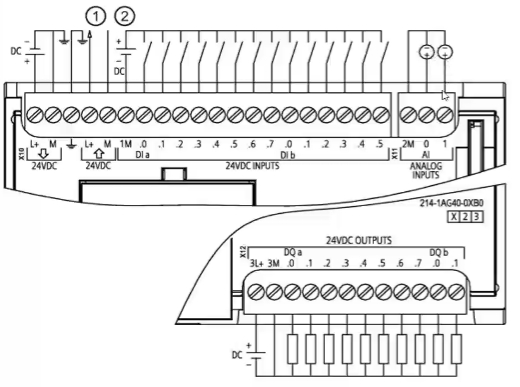 1 2
− DC +
+ DC −
X10 L+ M L+ M 1M .0 .1 .2 .3 .4 .5 .6 .7 .0 .1 .2 .3 .4 .5 X11 2M 0 1
24VDC 24VDC DI a DI b AI
24VDC INPUTS ANALOG
INPUTS
214-1AG40-0XB0
X 2 3
24VDC OUTPUTS
X12 DQ a DQ b
3L+ 3M .0 .1 .2 .3 .4 .5 .6 .7 .0 .1
DC + −